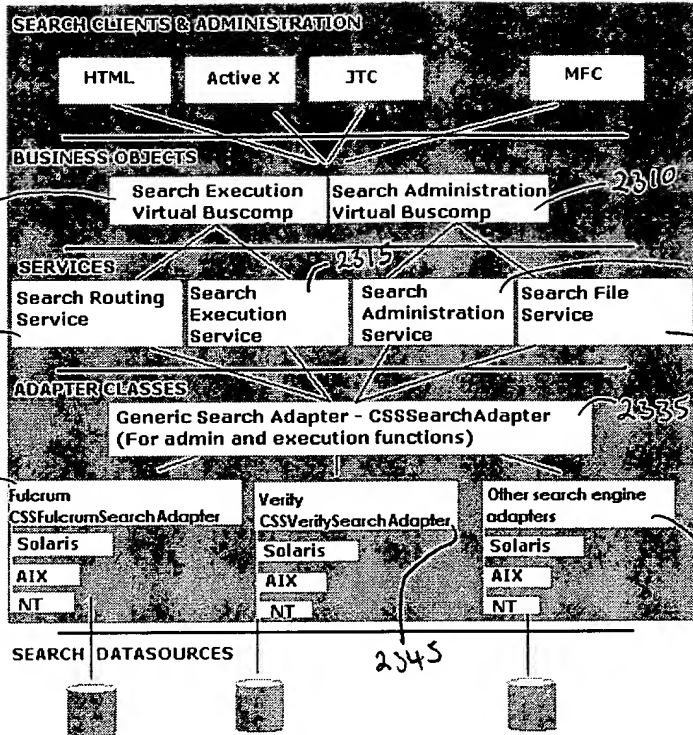 SEARCH CLIENTS & ADMINISTRATION
HTML
Active X
JTC
MFC
BUSINESS OBJECTS
Search Execution
Virtual Buscomp
Search Administration
Virtual Buscomp
2310
SERVICES
2315
Search Routing
Service
Search
Execution
Service
Search
Administration
Service
Search File
Service
ADAPTER CLASSES
Generic Search Adapter - CSSSearchAdapter
(For admin and execution functions)
2335
Fulcrum
CSSFulcrumSearchAdapter
Solaris
AIX
NT
Verify
CSSVerifySearchAdapter
Solaris
AIX
NT
Other search engine
adapters
Solaris
AIX
NT
2345
SEARCH DATASOURCES